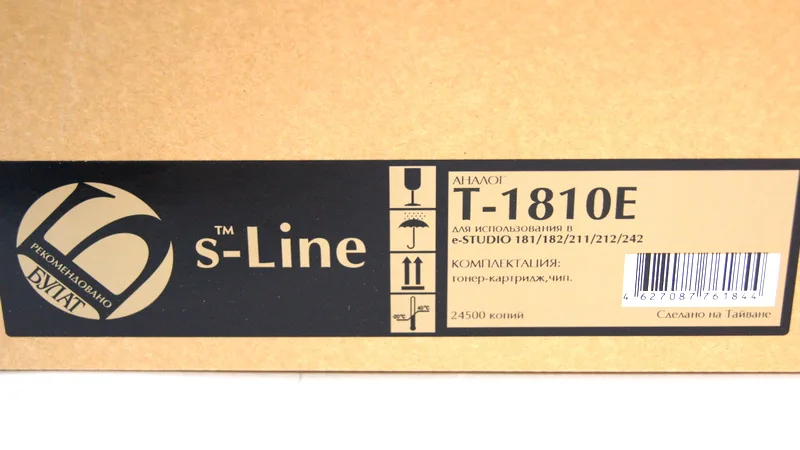 РЕКОМЕНДОВАНО
БУЛАТ
s-Line™
АНАЛОГ
T-1810E
ДЛЯ ИСПОЛЬЗОВАНИЯ В
e-STUDIO 181/182/211/212/242
КОМПЛЕКТАЦИЯ:
тонер-картридж,чип.
4 627087 761844
24500 копий
Сделано на Тайване